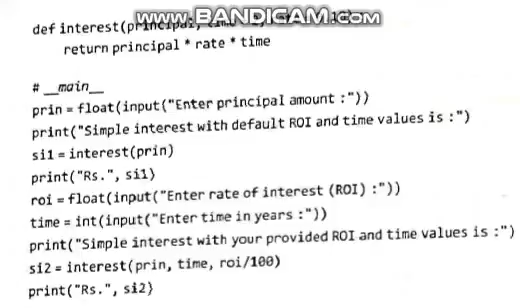 www.BANDICAM.com
def interest(principal, time
return principal * rate * time
# __main__
prin = float(input("Enter principal amount :"))
print("Simple interest with default ROI and time values is :")
si1 = interest(prin)
print("Rs.", si1)
roi = float(input("Enter rate of interest (ROI) :"))
time = int(input("Enter time in years :"))
print("Simple interest with your provided ROI and time values is :")
si2 = interest(prin, time, roi/100)
print("Rs.", si2)